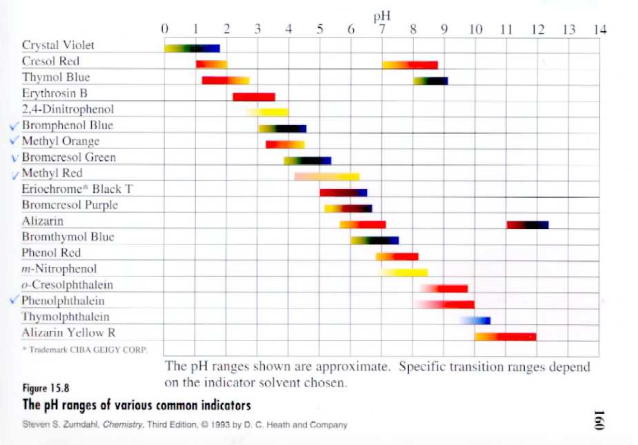 pH
0 1 2 3 4 5 6 7 8 9 10 11 12 13 14
Crystal Violet
Cresol Red
Thymol Blue
Erythrosin B
2,4-Dinitrophenol
Bromphenol Blue
Methyl Orange
Bromcresol Green
Methyl Red
Eriochrome* Black T
Bromcresol Purple
Alizarin
Bromthymol Blue
Phenol Red
m-Nitrophenol
o-Cresolphthalein
Phenolphthalein
Thymolphthalein
Alizarin Yellow R
* Trademark CIBA GEIGY CORP.
The pH ranges shown are approximate. Specific transition ranges depend
on the indicator solvent chosen.
Figure 15.8
The pH ranges of various common indicators
Steven S. Zumdahl, Chemistry, Third Edition, © 1993 by D. C. Heath and Company
160